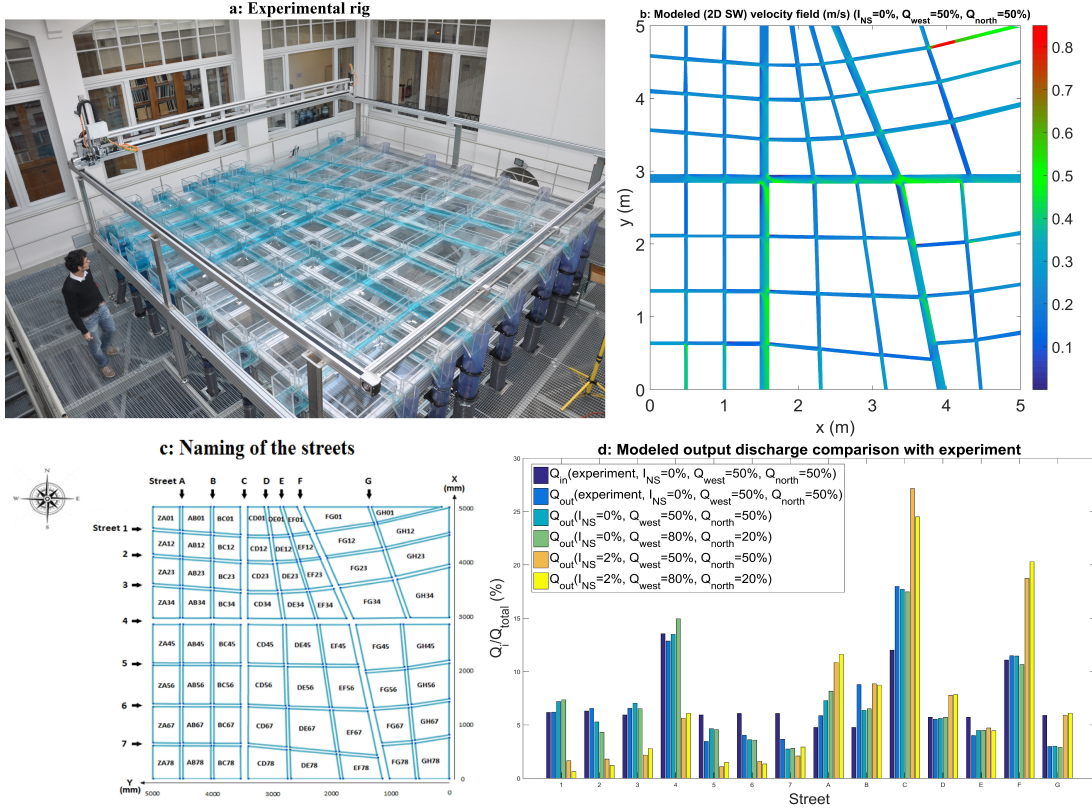 a: Experimental rig
b: Modeled (2D SW) velocity field (m/s) (I_NS=0%, Q_west=50%, Q_north=50%)
5
4
3
2
1
0
y (m)
0 1 2 3 4 5
x (m)
0.8
0.7
0.6
0.5
0.4
0.3
0.2
0.1
c: Naming of the streets
N
W E
S
Street A B C D E F G
X
(mm)
Street 1
2
3
4
5
6
7
ZA01 AB01 BC01 CD01 DE01 EF01 FG01 GH01
ZA12 AB12 BC12 CD12 DE12 EF12 FG12 GH12
ZA23 AB23 BC23 CD23 DE23 EF23 FG23 GH23
ZA34 AB34 BC34 CD34 DE34 EF34 FG34 GH34
ZA45 AB45 BC45 CD45 DE45 EF45 FG45 GH45
ZA56 AB56 BC56 CD56 DE56 EF56 FG56 GH56
ZA67 AB67 BC67 CD67 DE67 EF67 FG67 GH67
ZA78 AB78 BC78 CD78 DE78 EF78 FG78 GH78
5000
4000
3000
2000
1000
0
Y
(mm)
5000 4000 3000 2000 1000 0
d: Modeled output discharge comparison with experiment
Q_in(experiment, I_NS=0%, Q_west=50%, Q_north=50%)
Q_out(experiment, I_NS=0%, Q_west=50%, Q_north=50%)
Q_out(I_NS=0%, Q_west=50%, Q_north=50%)
Q_out(I_NS=0%, Q_west=80%, Q_north=20%)
Q_out(I_NS=2%, Q_west=50%, Q_north=50%)
Q_out(I_NS=2%, Q_west=80%, Q_north=20%)
30
25
20
15
10
5
0
Q_i/Q_total (%)
1 2 3 4 5 6 7 A B C D E F G
Street